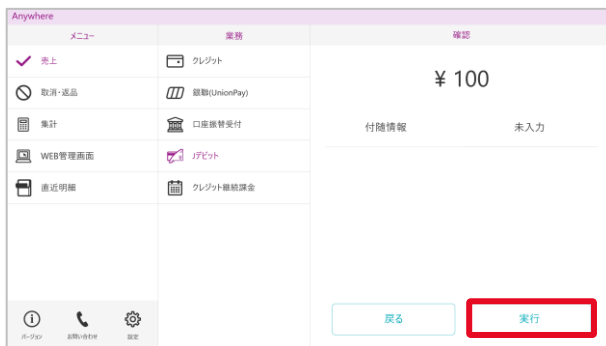 Anywhere
メニュー
業務
確認
売上
取消・返品
集計
WEB管理画面
直近明細
クレジット
銀聯(UnionPay)
口座振替受付
Jデビット
クレジット継続課金
¥ 100
付随情報 未入力
戻る
実行
バージョン
お問い合わせ
設定